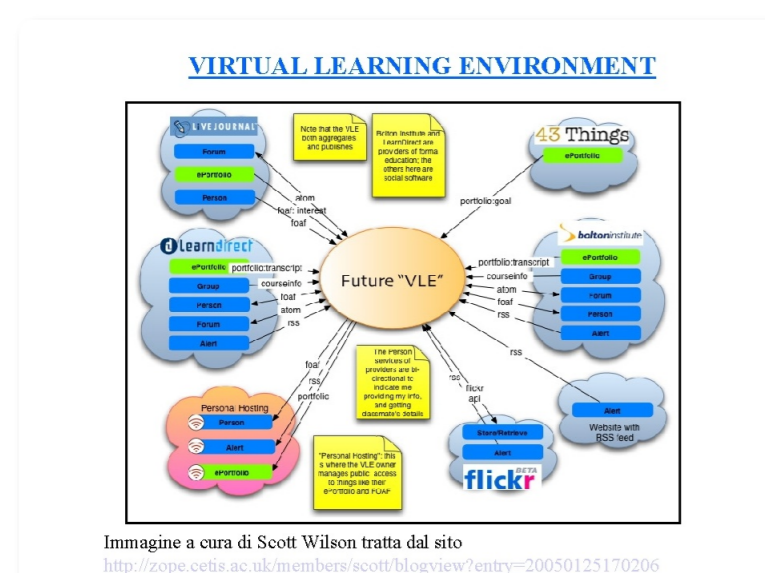 VIRTUAL LEARNING ENVIRONMENT
LIVEJOURNAL
Forum
ePortfolio
Person
atom
foaf: interest
foaf
Note that the VLE
both aggregates
and publishes
Bolton Institute and
LearnDirect are
providers of formal
education; the
others here are
social software
43 Things
ePortfolio
portfolio:goal
learndirect
ePortfolio
Group
Person
Forum
Alert
portfolio:transcript
courseinfo
foaf
atom
rss
Future "VLE"
boltoninstitute
ePortfolio
Group
Forum
Person
Alert
portfolio:transcript
courseinfo
atom
foaf
rss
Personal Hosting
Person
Alert
ePortfolio
foaf
rss
portfolio
The Person
services of
providers are bi-
directional to
indicate me
providing my info,
and getting
classmate's details
"Personal Hosting": this
is where the VLE owner
manages public access
to things like their
ePortfolio and FOAF
rss
flickr
api
Store/Retrieve
Alert
flickr
BETA
rss
Alert
Website with
RSS feed
Immagine a cura di Scott Wilson tratta dal sito
http://zope.cetis.ac.uk/members/scott/blogview?entry=20050125170206